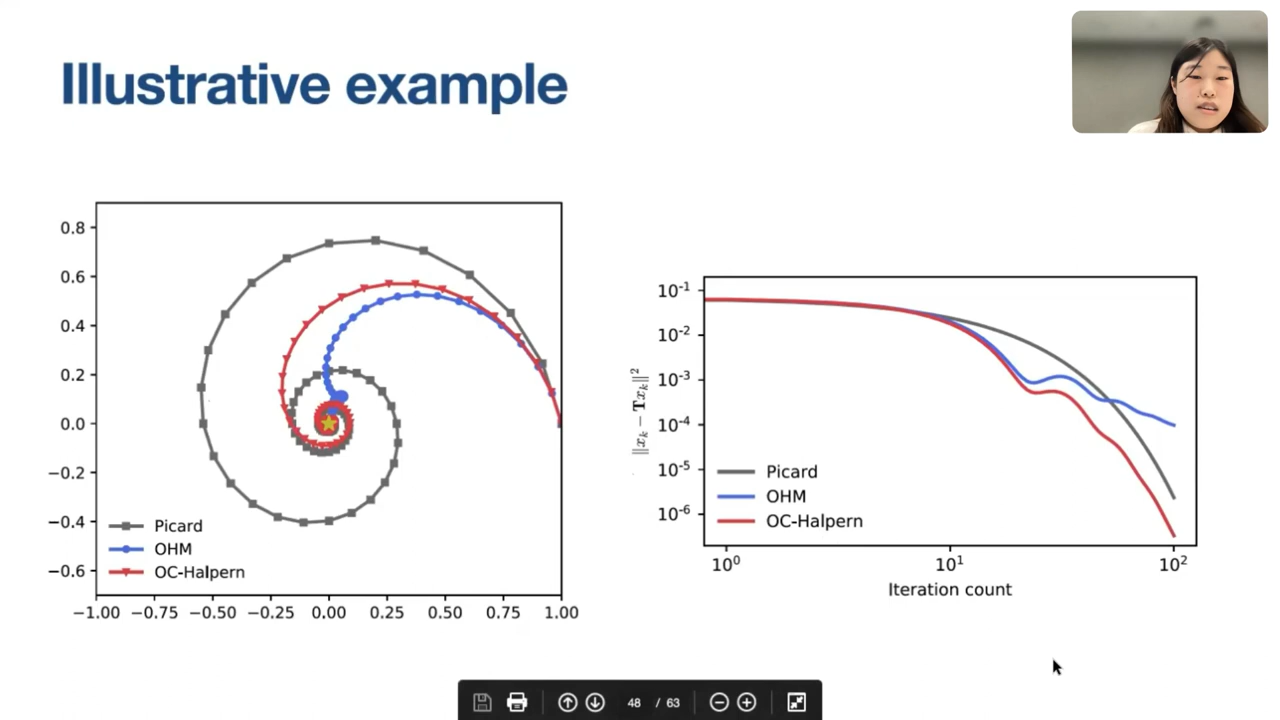 Illustrative example
0.8
0.6
0.4
0.2
0.0
−0.2
−0.4
−0.6
Picard
OHM
OC-Halpern
−1.00 −0.75 −0.50 −0.25 0.00 0.25 0.50 0.75 1.00
10⁻¹
10⁻²
10⁻³
10⁻⁴
10⁻⁵
10⁻⁶
‖xₖ − Txₖ‖²
Picard
OHM
OC-Halpern
10⁰ 10¹ 10²
Iteration count
48 / 63